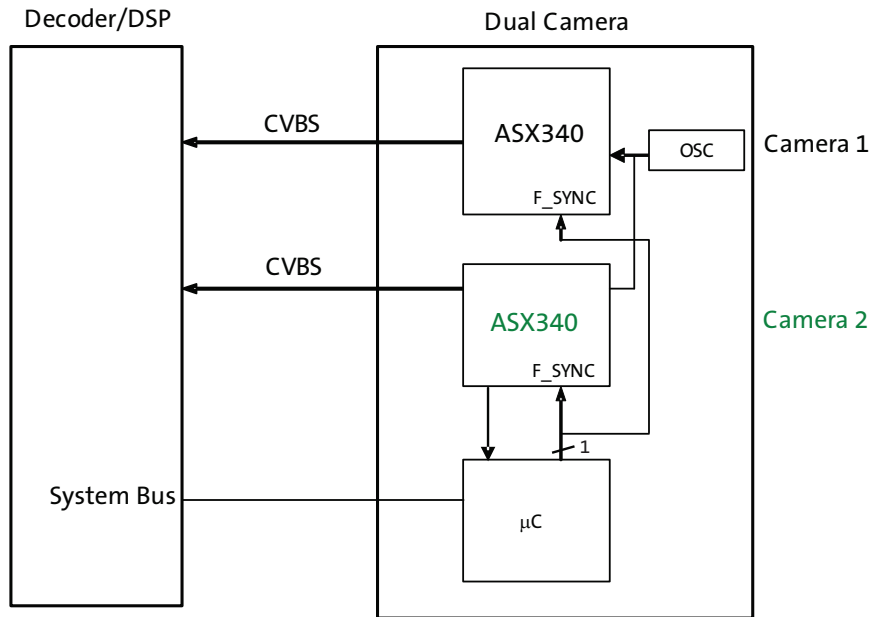 Decoder/DSP
Dual Camera
CVBS
ASX340
OSC
Camera 1
F_SYNC
CVBS
ASX340
Camera 2
F_SYNC
1
System Bus
µC